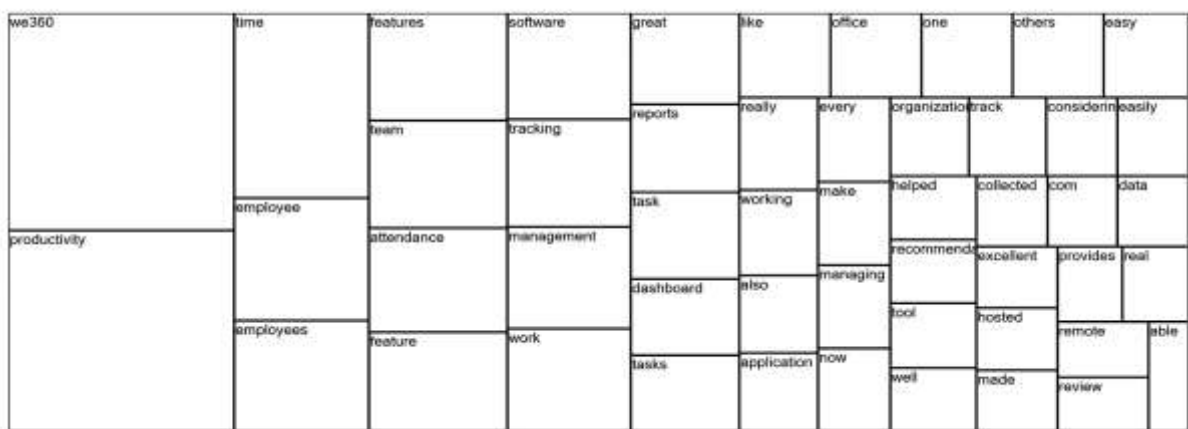 we360
productivity
time
employee
employees
features
team
attendance
feature
software
tracking
management
work
great
reports
task
dashboard
tasks
like
office
one
others
easy
really
working
also
application
every
make
managing
now
organizatio
track
considerin
easily
helped
recommenda
tool
well
collected
com
data
excellent
hosted
made
provides
real
remote
review
able